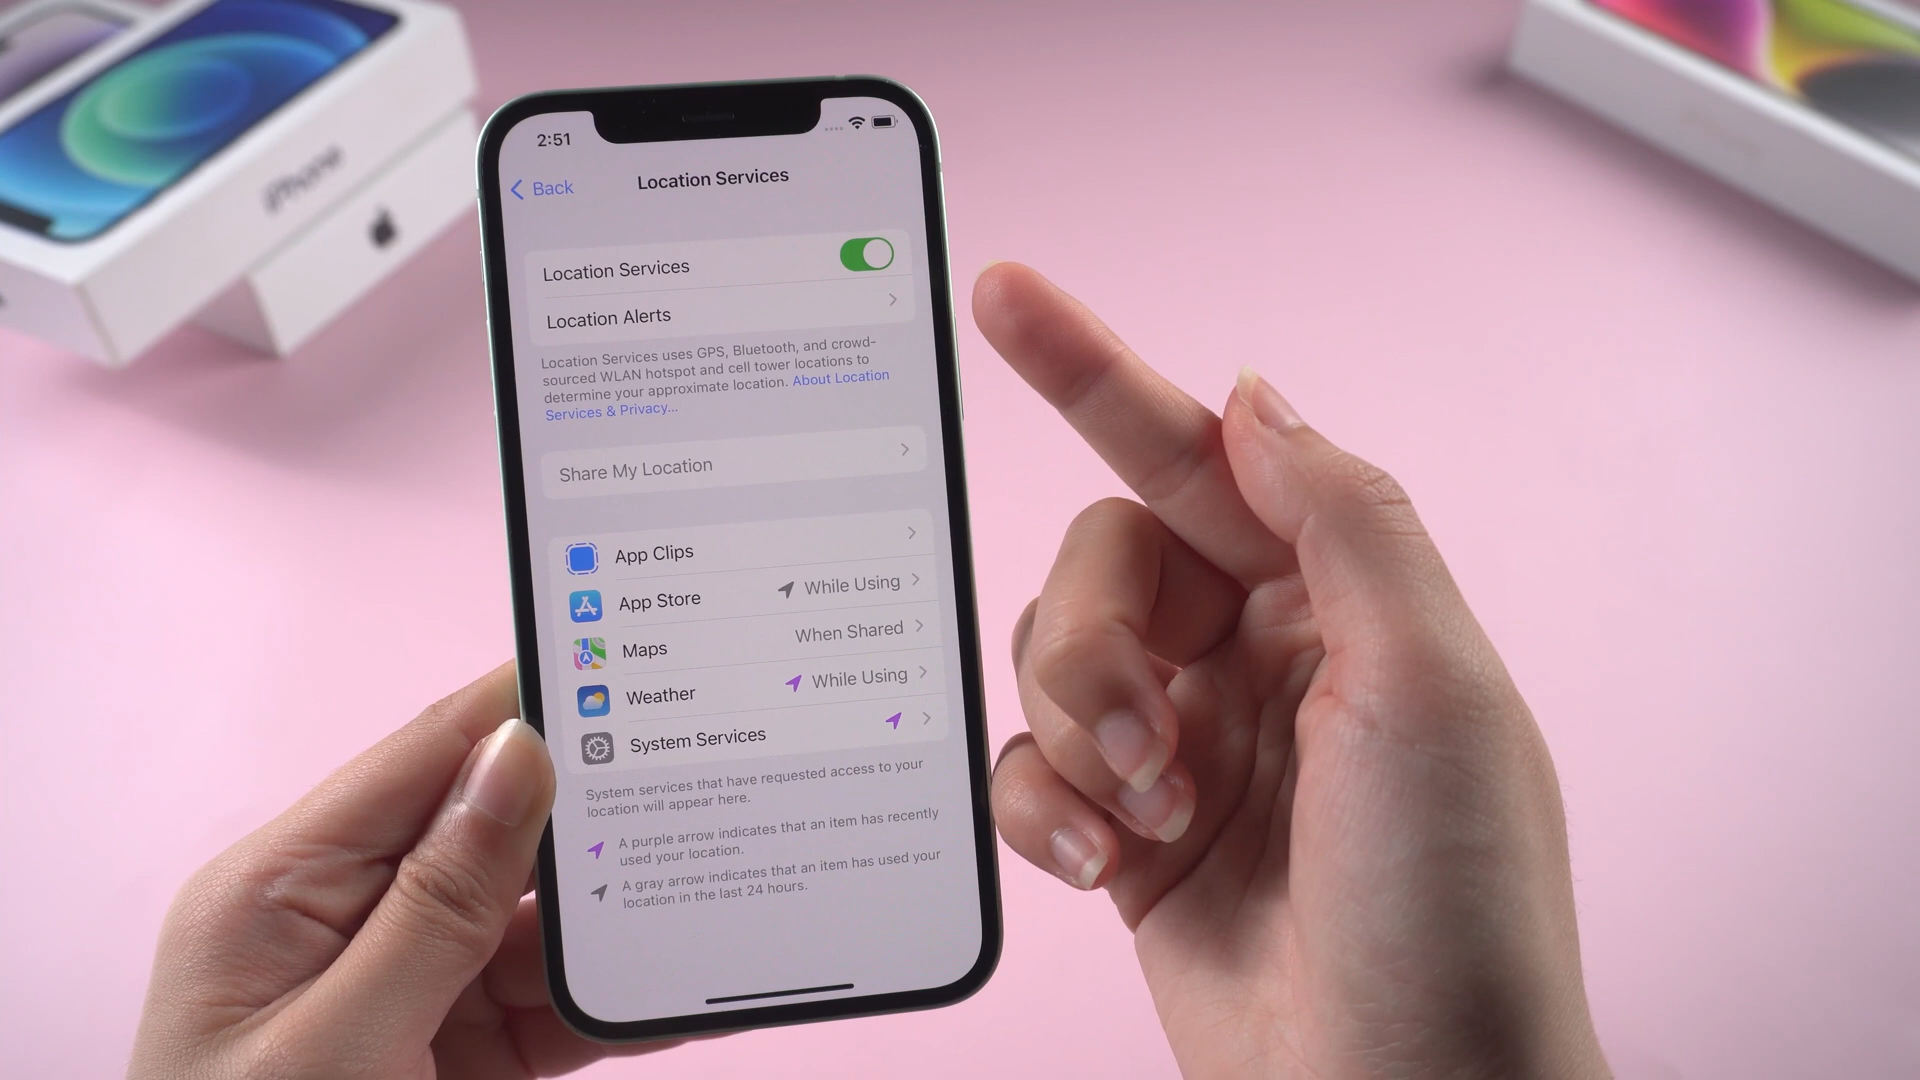 iPhone
2:51
Back
Location Services
Location Services
Location Alerts
Location Services uses GPS, Bluetooth, and crowd-
sourced WLAN hotspot and cell tower locations to
determine your approximate location. About Location
Services & Privacy...
Share My Location
App Clips
App Store While Using
Maps When Shared
Weather While Using
System Services
System services that have requested access to your
location will appear here.
A purple arrow indicates that an item has recently
used your location.
A gray arrow indicates that an item has used your
location in the last 24 hours.